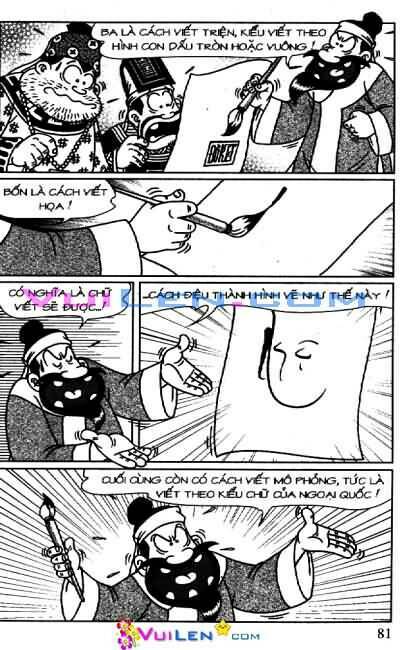 BA LÀ CÁCH VIẾT TRIỆN, KIỂU VIẾT THEO
HÌNH CON DẤU TRÒN HOẶC VUÔNG!
BỐN LÀ CÁCH VIẾT
HỌA!
CÓ NGHĨA LÀ CHỮ
VIẾT SẼ ĐƯỢC...!
CÁCH ĐIỆU THÀNH HÌNH VẼ NHƯ THẾ NÀY!
VUILEN.COM
CUỐI CÙNG CÒN CÓ CÁCH VIẾT MÔ PHỎNG, TỨC LÀ
VIẾT THEO KIỂU CHỮ CỦA NGOẠI QUỐC!
81
VUILEN.COM